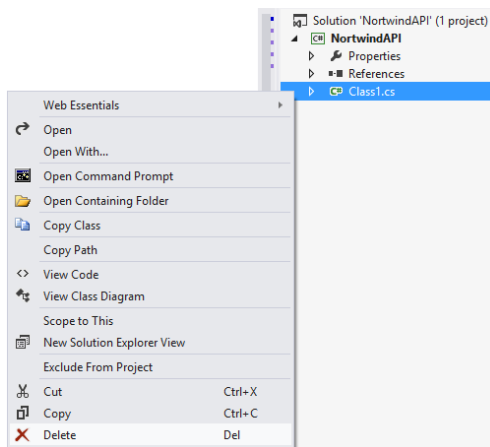 Solution 'NortwindAPI' (1 project)
C# NortwindAPI
Properties
References
C# Class1.cs
Web Essentials
Open
Open With...
Open Command Prompt
Open Containing Folder
Copy Class
Copy Path
View Code
View Class Diagram
Scope to This
New Solution Explorer View
Exclude From Project
Cut Ctrl+X
Copy Ctrl+C
Delete Del